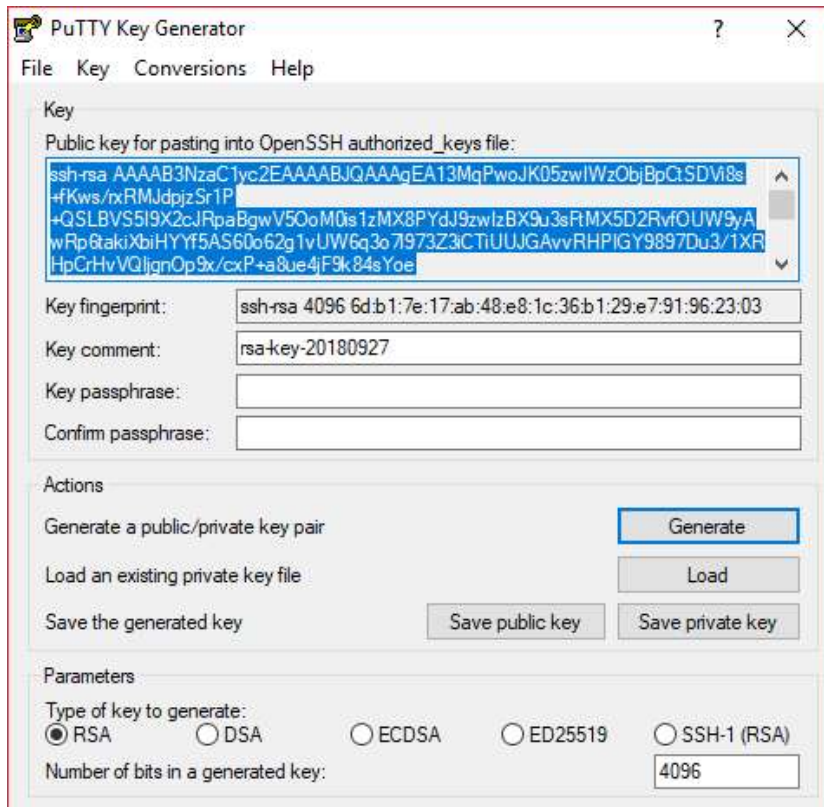 PuTTY Key Generator
File Key Conversions Help
Key
Public key for pasting into OpenSSH authorized_keys file:
ssh-rsa AAAAB3NzaC1yc2EAAAABJQAAAgEA13MqPwoJK05zwIWzObjBpCtSDVi8s
+fKws/rxRMJdpjzSr1P
+QSLBVS5I9X2cJRpaBgwV5OoM0is1zMX8PYdJ9zwIzBX9u3sFtMX5D2RvfOUW9yA
wRp6takiXbiHYYf5AS60o62g1vUW6q3o7l973Z3iCTiUUJGAvvRHPlGY9897Du3/1XR
HpCrHvVQljgnOp9x/cxP+a8ue4jF9k84sYoe
Key fingerprint: ssh-rsa 4096 6d:b1:7e:17:ab:48:e8:1c:36:b1:29:e7:91:96:23:03
Key comment: rsa-key-20180927
Key passphrase:
Confirm passphrase:
Actions
Generate a public/private key pair Generate
Load an existing private key file Load
Save the generated key Save public key Save private key
Parameters
Type of key to generate:
RSA DSA ECDSA ED25519 SSH-1 (RSA)
Number of bits in a generated key: 4096